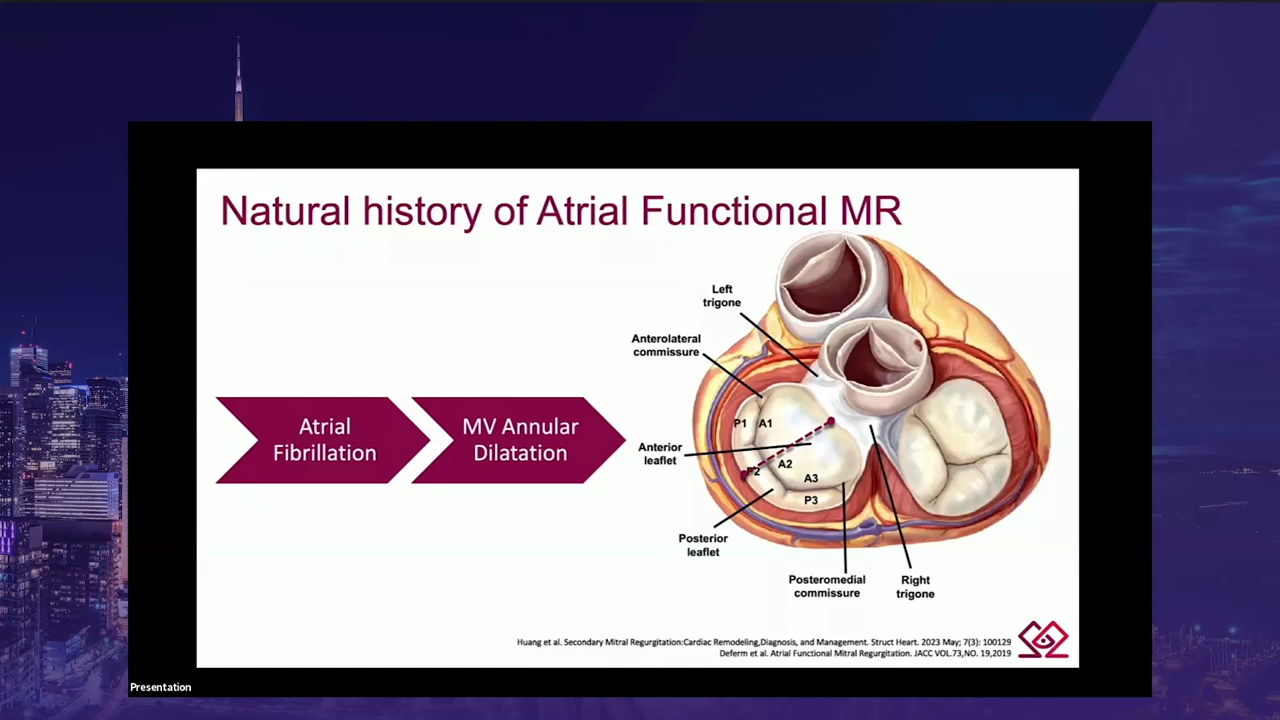 Natural history of Atrial Functional MR
Left
trigone
Anterolateral
commissure
P1
A1
Atrial
Fibrillation
MV Annular
Dilatation
Anterior
leaflet
P2
A2
A3
P3
Posterior
leaflet
Posteromedial
commissure
Right
trigone
Huang et al. Secondary Mitral Regurgitation:Cardiac Remodeling,Diagnosis, and Management. Struct Heart. 2023 May; 7(3): 100129
Deferm et al. Atrial Functional Mitral Regurgitation. JACC VOL.73,NO. 19,2019
Presentation